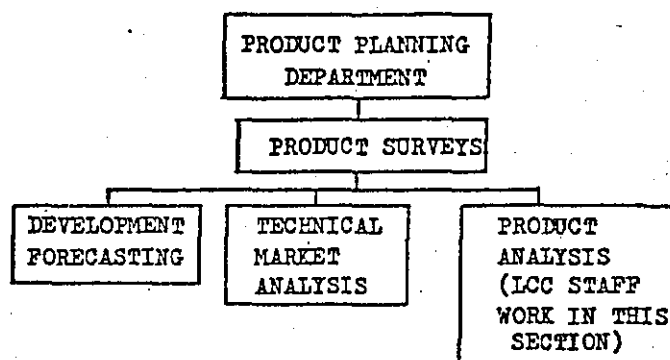 PRODUCT PLANNING
DEPARTMENT
PRODUCT SURVEYS
DEVELOPMENT
FORECASTING
TECHNICAL
MARKET
ANALYSIS
PRODUCT
ANALYSIS
(LCC STAFF
WORK IN THIS
SECTION)